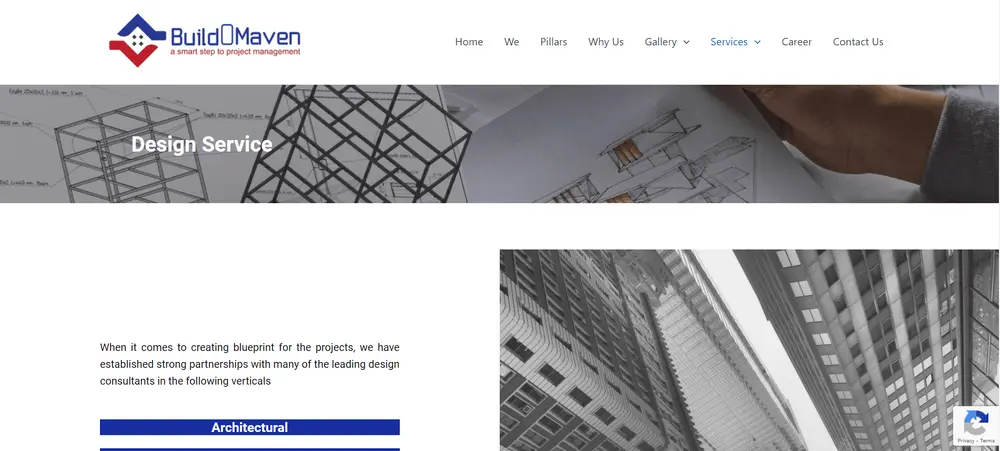 BuildOMaven
a smart step to project management
Home We Pillars Why Us Gallery Services Career Contact Us
Design Service
When it comes to creating blueprint for the projects, we have
established strong partnerships with many of the leading design
consultants in the following verticals
Architectural
Privacy - Terms